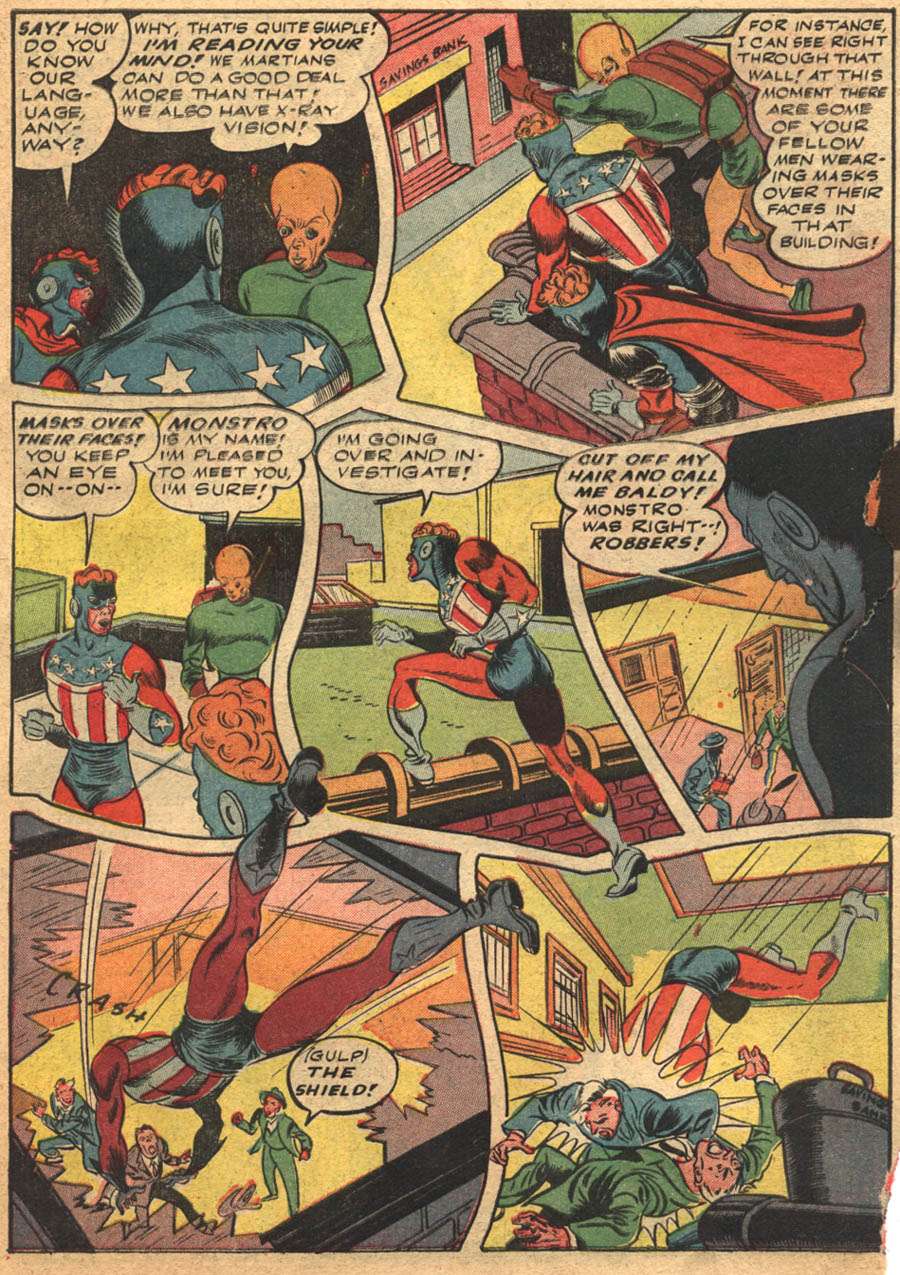 SAY! HOW
DO YOU
KNOW
OUR
LANG-
UAGE,
ANY-
WAY?
WHY, THAT'S QUITE SIMPLE!
I'M READING YOUR
MIND! WE MARTIANS
CAN DO A GOOD DEAL
MORE THAN THAT!
WE ALSO HAVE X-RAY
VISION!
SAVINGS BANK
FOR INSTANCE,
I CAN SEE RIGHT
THROUGH THAT
WALL! AT THIS
MOMENT THERE
ARE SOME
OF YOUR
FELLOW
MEN WEAR-
ING MASKS
OVER THEIR
FACES IN
THAT
BUILDING!
MASKS OVER
THEIR FACES!
YOU KEEP
AN EYE
ON--ON--
MONSTRO
IS MY NAME!
I'M PLEASED
TO MEET YOU,
I'M SURE!
I'M GOING
OVER AND IN-
VESTIGATE!
CUT OFF MY
HAIR AND CALL
ME BALDY!
MONSTRO
WAS RIGHT--!
ROBBERS!
CRASH
(GULP)
THE
SHIELD!
SAVINGS
BANK